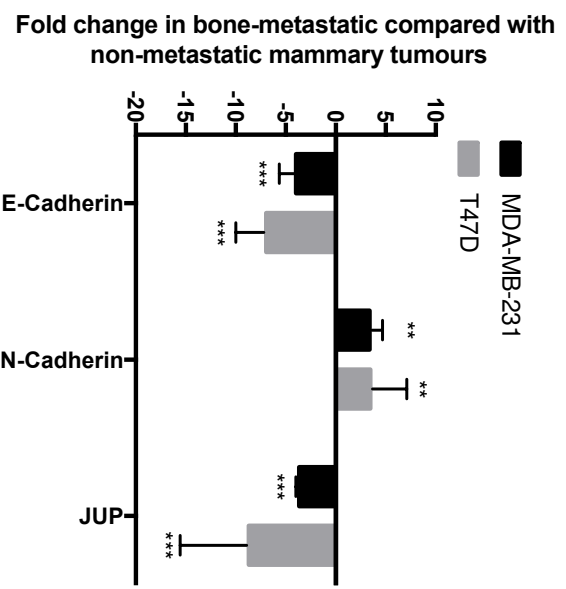 Fold change in bone-metastatic compared with
non-metastatic mammary tumours
-20
-15
-10
-5
0
5
10
MDA-MB-231
T47D
E-Cadherin
***
***
N-Cadherin
**
**
JUP
***
***